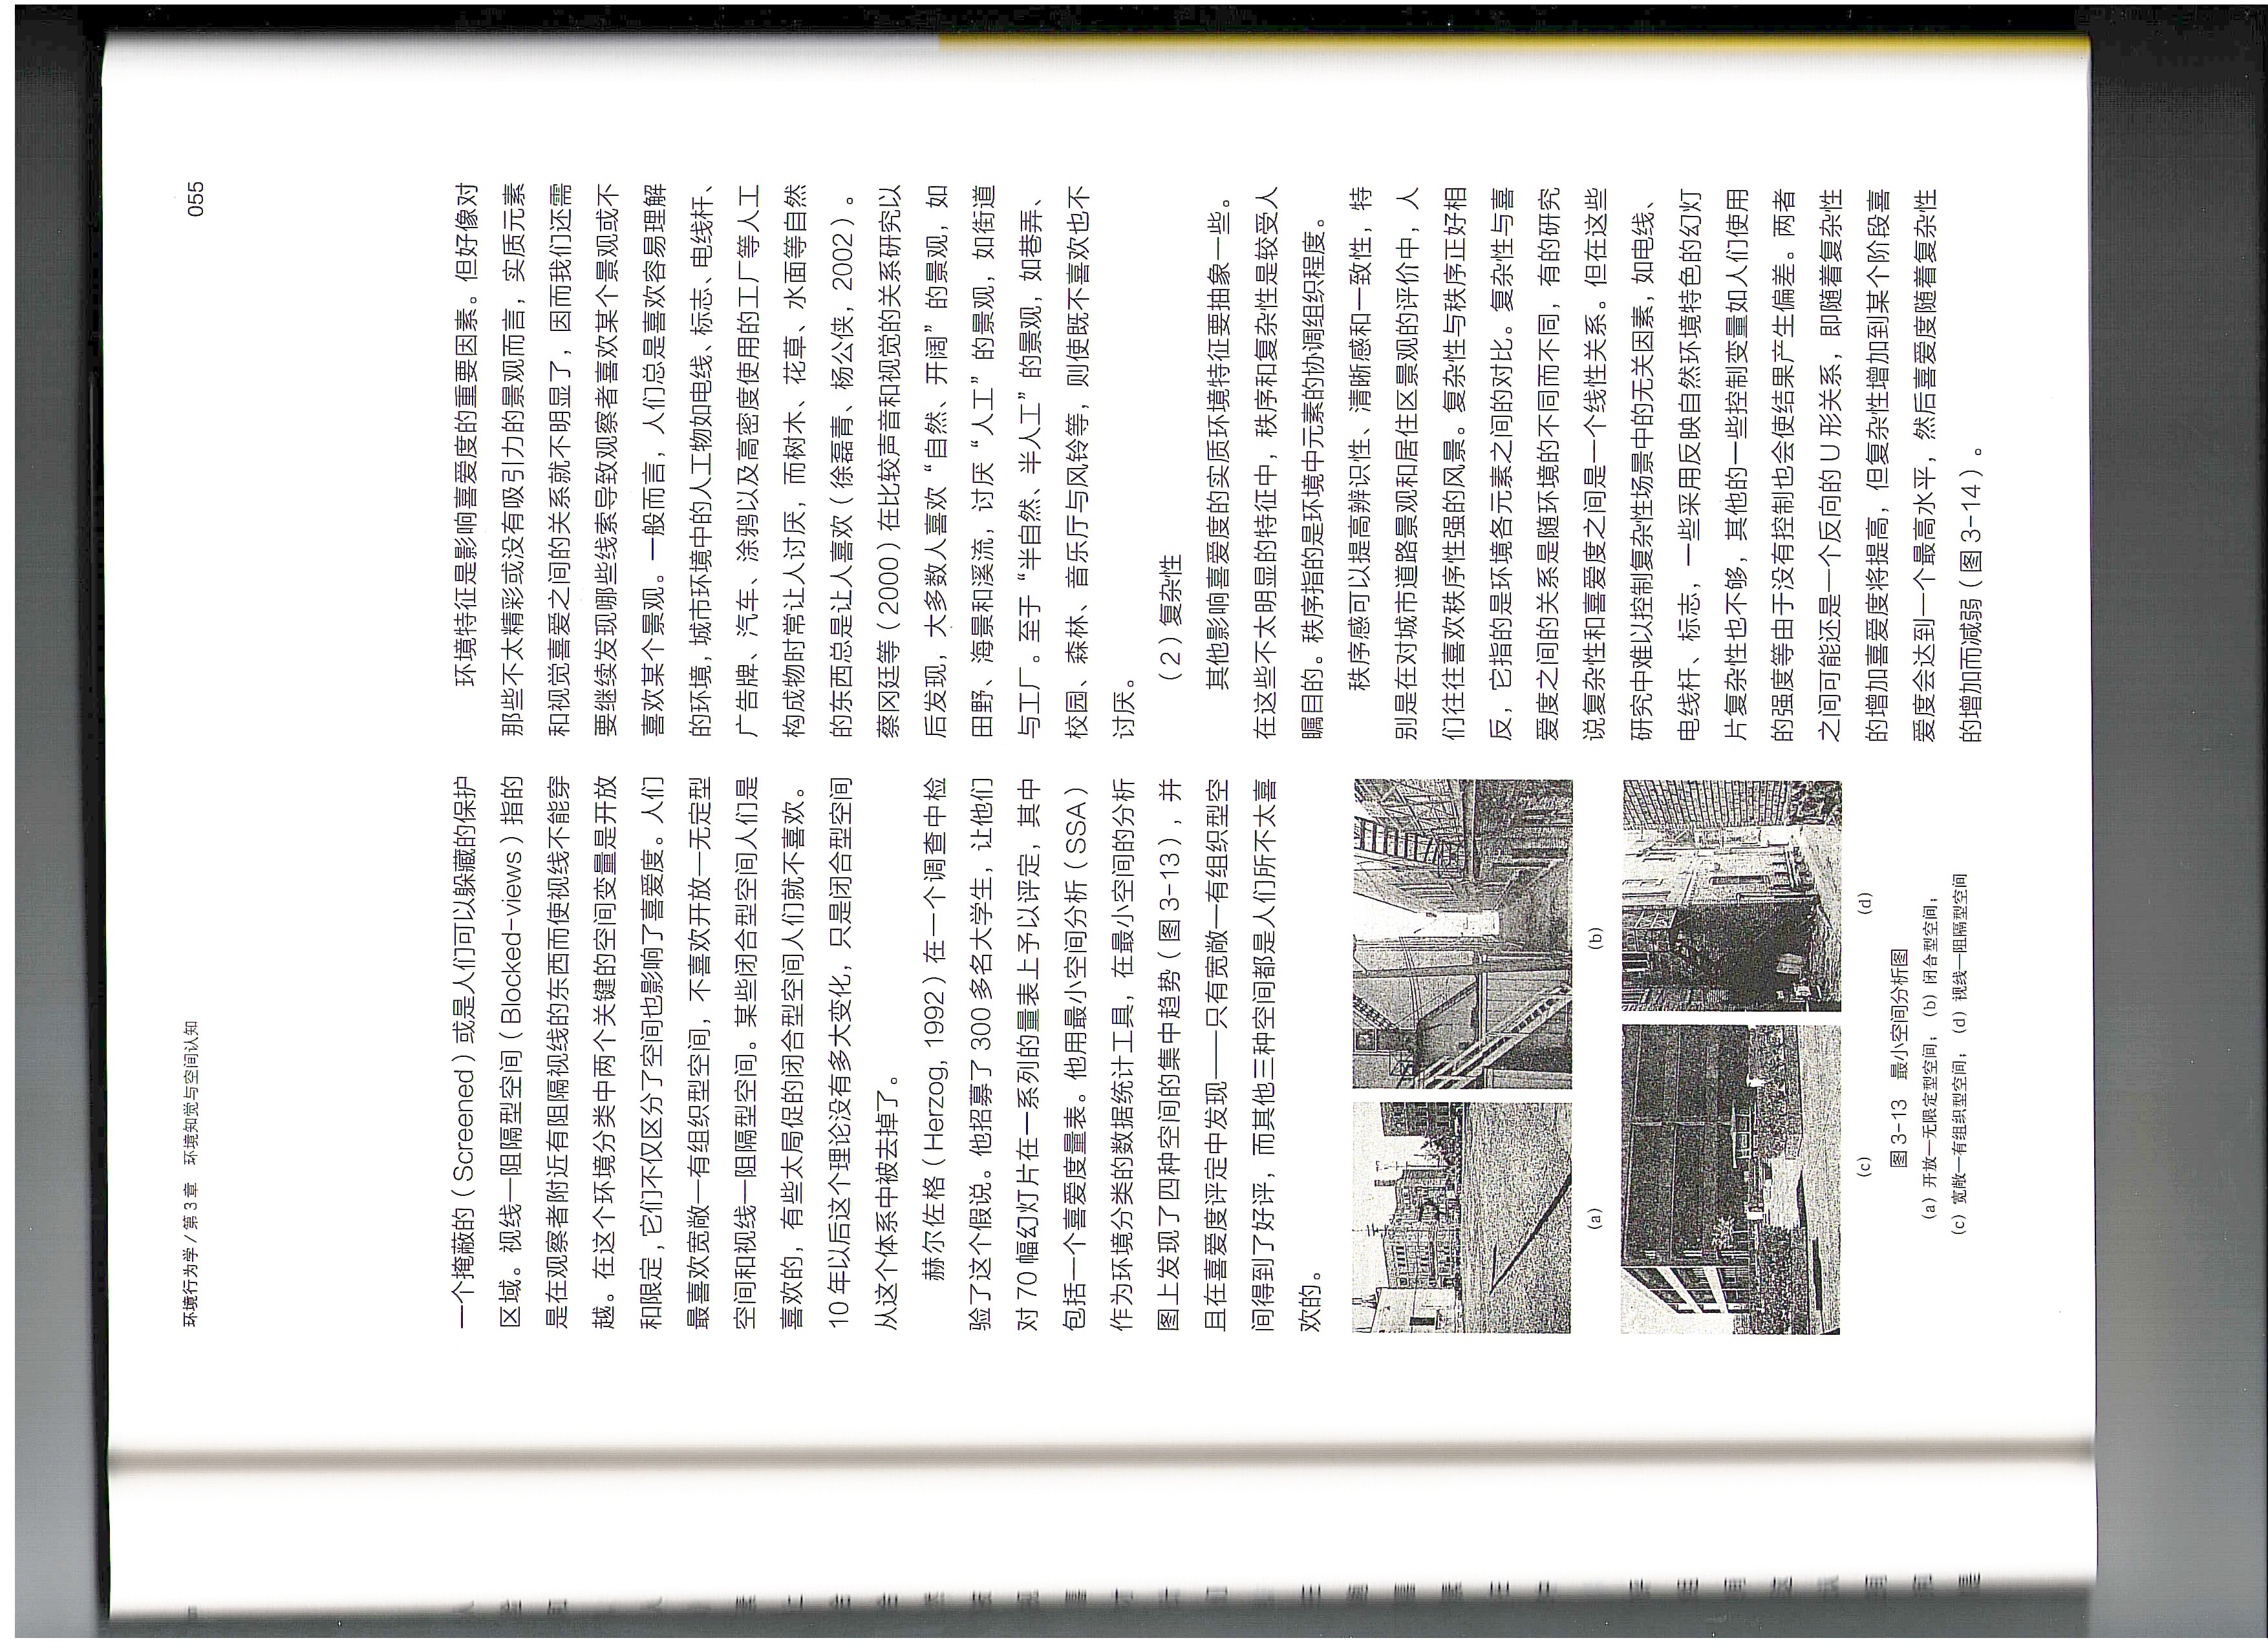 环境行为学 / 第 3 章　环境知觉与空间认知
055
一个掩蔽的（Screened）或是人们可以躲藏的保护
区域。视线—阻隔型空间（Blocked-views）指的
是在观察者附近有阻隔视线的东西而使视线不能穿
越。在这个环境分类中两个关键的空间变量是开放
和限定，它们不仅区分了空间也影响了喜爱度。人们
最喜欢宽敞—有组织型空间，不喜欢开放—无定型
空间和视线—阻隔型空间。某些闭合型空间人们是
喜欢的，有些太局促的闭合型空间人们就不喜欢。
10 年以后这个理论没有多大变化，只是闭合型空间
从这个体系中被去掉了。
赫尔佐格（Herzog, 1992）在一个调查中检
验了这个假说。他招募了 300 多名大学生，让他们
对 70 幅幻灯片在一系列的量表上予以评定，其中
包括一个喜爱度量表。他用最小空间分析（SSA）
作为环境分类的数据统计工具，在最小空间的分析
图上发现了四种空间的集中趋势（图 3-13），并
且在喜爱度评定中发现——只有宽敞—有组织型空
间得到了好评，而其他三种空间都是人们所不太喜
欢的。
(a)
(b)
(c)
(d)
图 3-13　最小空间分析图
(a) 开放—无限定型空间；(b) 闭合型空间；
(c) 宽敞—有组织型空间；(d) 视线—阻隔型空间
环境特征是影响喜爱度的重要因素。但好像对
那些不太精彩或没有吸引力的景观而言，实质元素
和视觉喜爱之间的关系就不明显了，因而我们还需
要继续发现哪些线索导致观察者喜欢某个景观或不
喜欢某个景观。一般而言，人们总是喜欢容易理解
的环境，城市环境中的人工物如电线、标志、电线杆、
广告牌、汽车、涂鸦以及高密度使用的工厂等人工
构成物时常让人讨厌，而树木、花草、水面等自然
的东西总是让人喜欢（徐磊青、杨公侠，2002）。
蔡冈廷等（2000）在比较声音和视觉的关系研究以
后发现，大多数人喜欢“自然、开阔”的景观，如
田野、海景和溪流，讨厌“人工”的景观，如街道
与工厂。至于“半自然、半人工”的景观，如巷弄、
校园、森林、音乐厅与风铃等，则使既不喜欢也不
讨厌。
（2）复杂性
其他影响喜爱度的实质环境特征要抽象一些。
在这些不太明显的特征中，秩序和复杂性是较受人
瞩目的。秩序指的是环境中元素的协调组织程度。
秩序感可以提高辨识性、清晰感和一致性，特
别是在对城市道路景观和居住区景观的评价中，人
们往往喜欢秩序性强的风景。复杂性与秩序正好相
反，它指的是环境各元素之间的对比。复杂性与喜
爱度之间的关系是随环境的不同而不同，有的研究
说复杂性和喜爱度之间是一个线性关系。但在这些
研究中难以控制复杂性场景中的无关因素，如电线、
电线杆、标志，一些采用反映自然环境特色的幻灯
片复杂性也不够，其他的一些控制变量如人们使用
的强度等由于没有控制也会使结果产生偏差。两者
之间可能还是一个反向的 U 形关系，即随着复杂性
的增加喜爱度将提高，但复杂性增加到某个阶段喜
爱度会达到一个最高水平，然后喜爱度随着复杂性
的增加而减弱（图 3-14）。